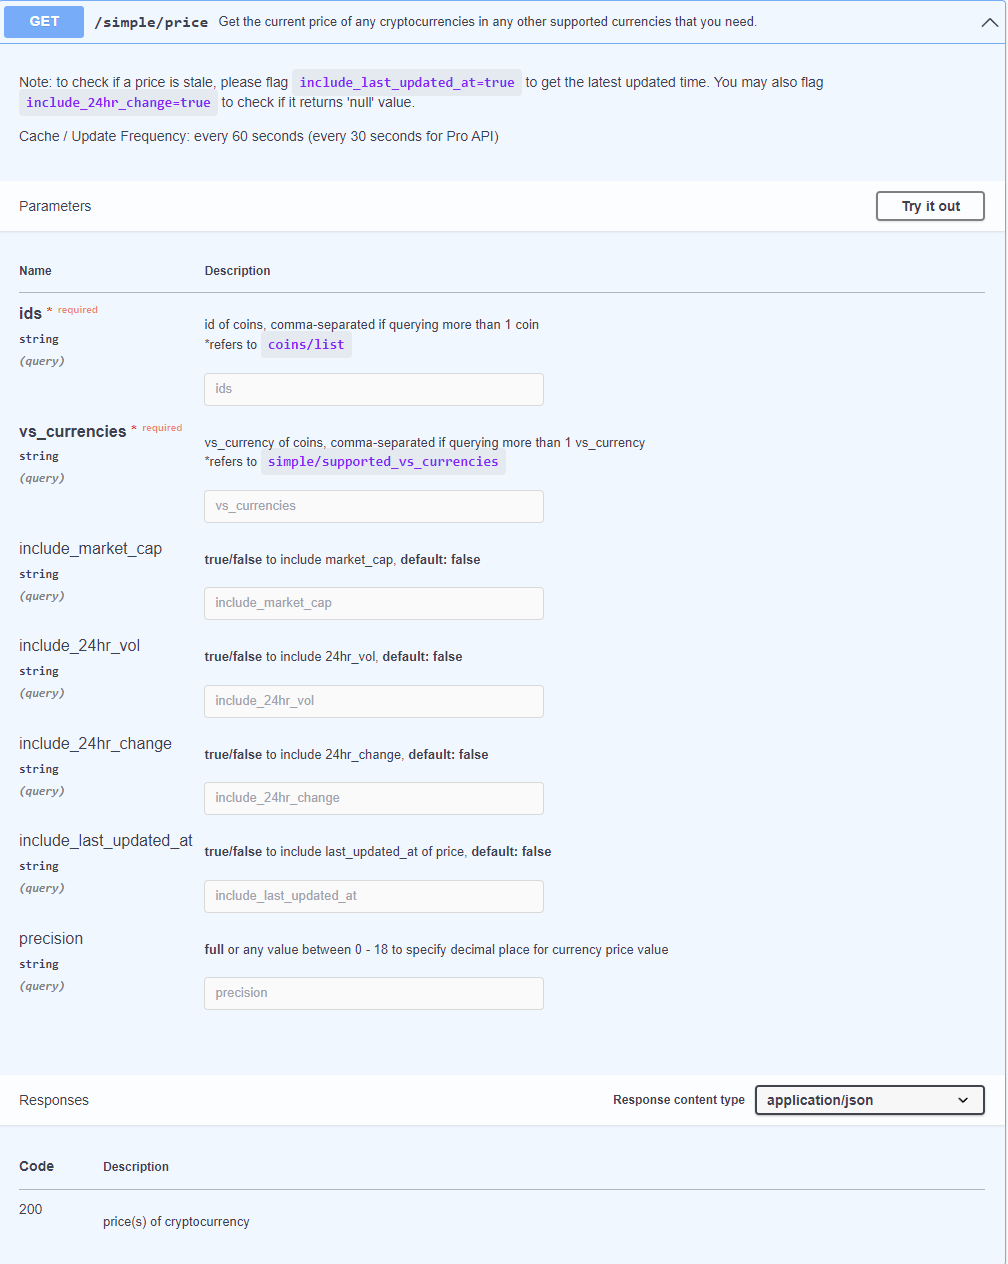 GET /simple/price Get the current price of any cryptocurrencies in any other supported currencies that you need.
Note: to check if a price is stale, please flag include_last_updated_at=true to get the latest updated time. You may also flag
include_24hr_change=true to check if it returns 'null' value.
Cache / Update Frequency: every 60 seconds (every 30 seconds for Pro API)
Parameters Try it out
Name Description
ids * required
string
(query)
id of coins, comma-separated if querying more than 1 coin
*refers to coins/list
ids
vs_currencies * required
string
(query)
vs_currency of coins, comma-separated if querying more than 1 vs_currency
*refers to simple/supported_vs_currencies
vs_currencies
include_market_cap
string
(query)
true/false to include market_cap, default: false
include_market_cap
include_24hr_vol
string
(query)
true/false to include 24hr_vol, default: false
include_24hr_vol
include_24hr_change
string
(query)
true/false to include 24hr_change, default: false
include_24hr_change
include_last_updated_at
string
(query)
true/false to include last_updated_at of price, default: false
include_last_updated_at
precision
string
(query)
full or any value between 0 - 18 to specify decimal place for currency price value
precision
Responses Response content type application/json
Code Description
200
price(s) of cryptocurrency